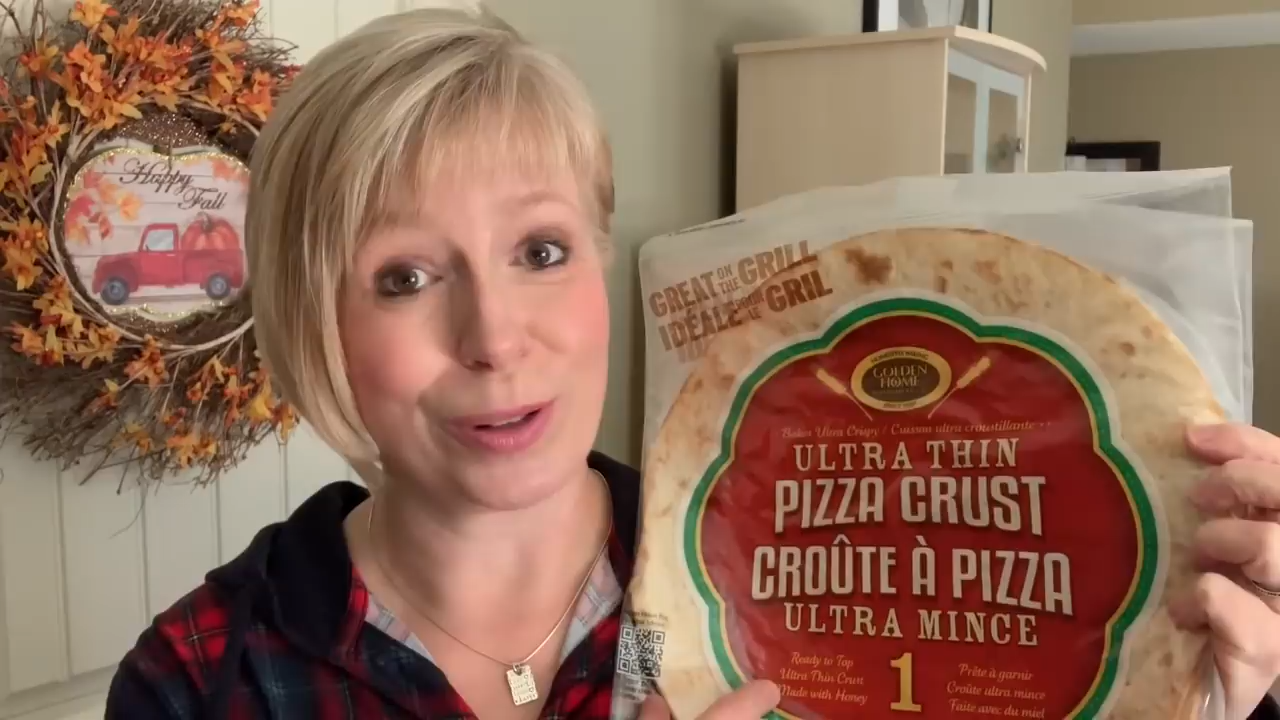 Happy
Fall
GREAT ON THE GRILL
IDÉALE POUR LE GRIL
GOLDEN
HOME
Bakes Ultra Crispy / Cuisson ultra croustillante
ULTRA THIN
PIZZA CRUST
CROÛTE À PIZZA
ULTRA MINCE
Ready to Top
Ultra Thin Crust
Made with Honey
1
Prête à garnir
Croûte ultra mince
Faite avec du miel